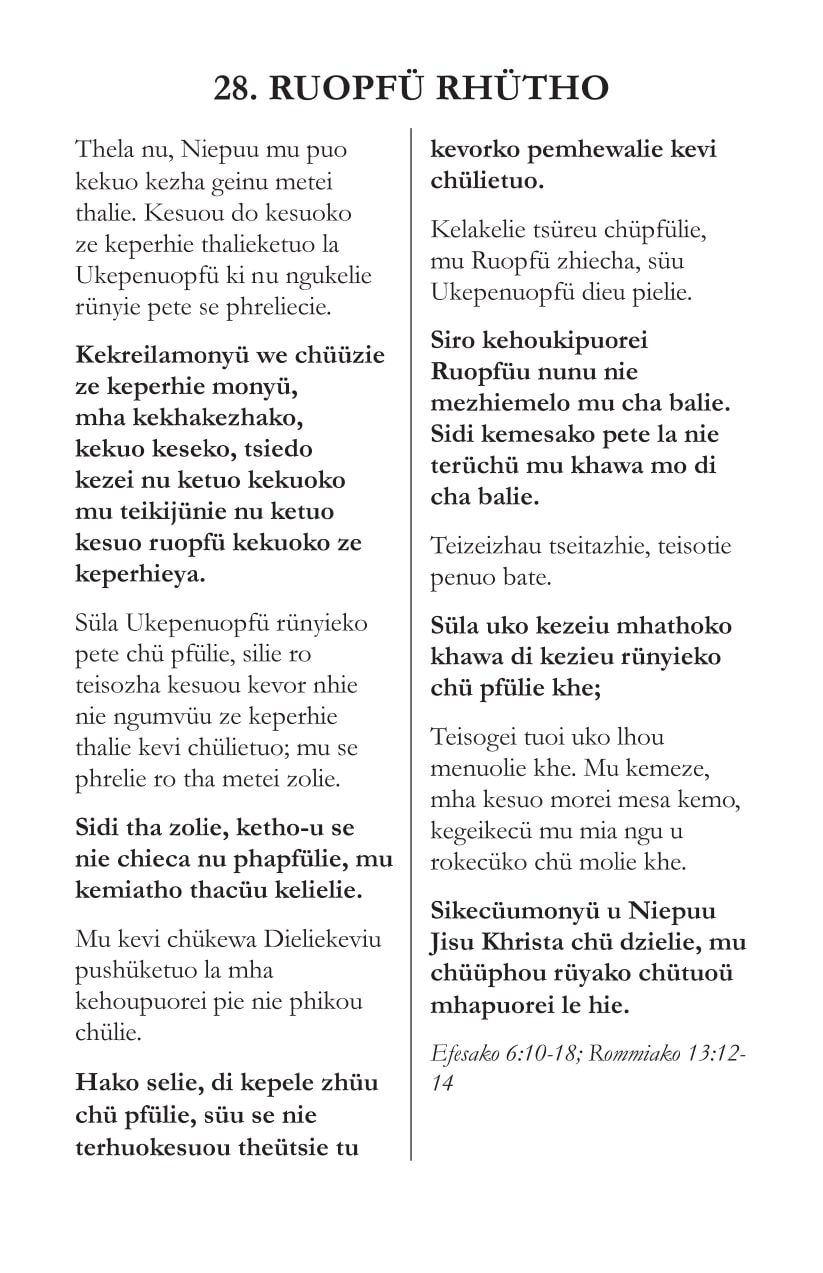 28. RUOPFÜ RHÜTHO
Thela nu, Niepuu mu puo
kekuo kezha geinu metei
thalie. Kesuou do kesuoko
ze keperhie thalieketuo la
Ukepenuopfü ki nu ngukelie
rünyie pete se phreliecie.
Kekreilamonyü we chüüzie
ze keperhie monyü,
mha kekhakezhako,
kekuo keseko, tsiedo
kezei nu ketuo kekuoko
mu teikijünie nu ketuo
kesuo ruopfü kekuoko ze
keperhieya.
Süla Ukepenuopfü rünyieko
pete chü pfülie, silie ro
teisozha kesuou kevor nhie
nie ngumvüu ze keperhie
thalie kevi chülietuo; mu se
phrelie ro tha metei zolie.
Sidi tha zolie, ketho-u se
nie chieca nu phapfülie, mu
kemiatho thacüu kelielie.
Mu kevi chükewa Dieliekeviu
pushüketuo la mha
kehoupuorei pie nie phikou
chülie.
Hako selie, di kepele zhüu
chü pfülie, süu se nie
terhuokesuou theütsie tu
kevorko pemhewalie kevi
chülietuo.
Kelakelie tsüreu chüpfülie,
mu Ruopfü zhiecha, süu
Ukepenuopfü dieu pielie.
Siro kehoukipuorei
Ruopfüu nunu nie
mezhiemelo mu cha balie.
Sidi kemesako pete la nie
terüchü mu khawa mo di
cha balie.
Teizeizhau tseitazhie, teisotie
penuo bate.
Süla uko kezeiu mhathoko
khawa di kezieu rünyieko
chü pfülie khe;
Teisogei tuoi uko lhou
menuolie khe. Mu kemeze,
mha kesuo morei mesa kemo,
kegeikecü mu mia ngu u
rokecüko chü molie khe.
Sikecüumonyü u Niepuu
Jisu Khrista chü dzielie, mu
chüüphou rüyako chütuoü
mhapuorei le hie.
Efesako 6:10-18; Rommiako 13:12-
14